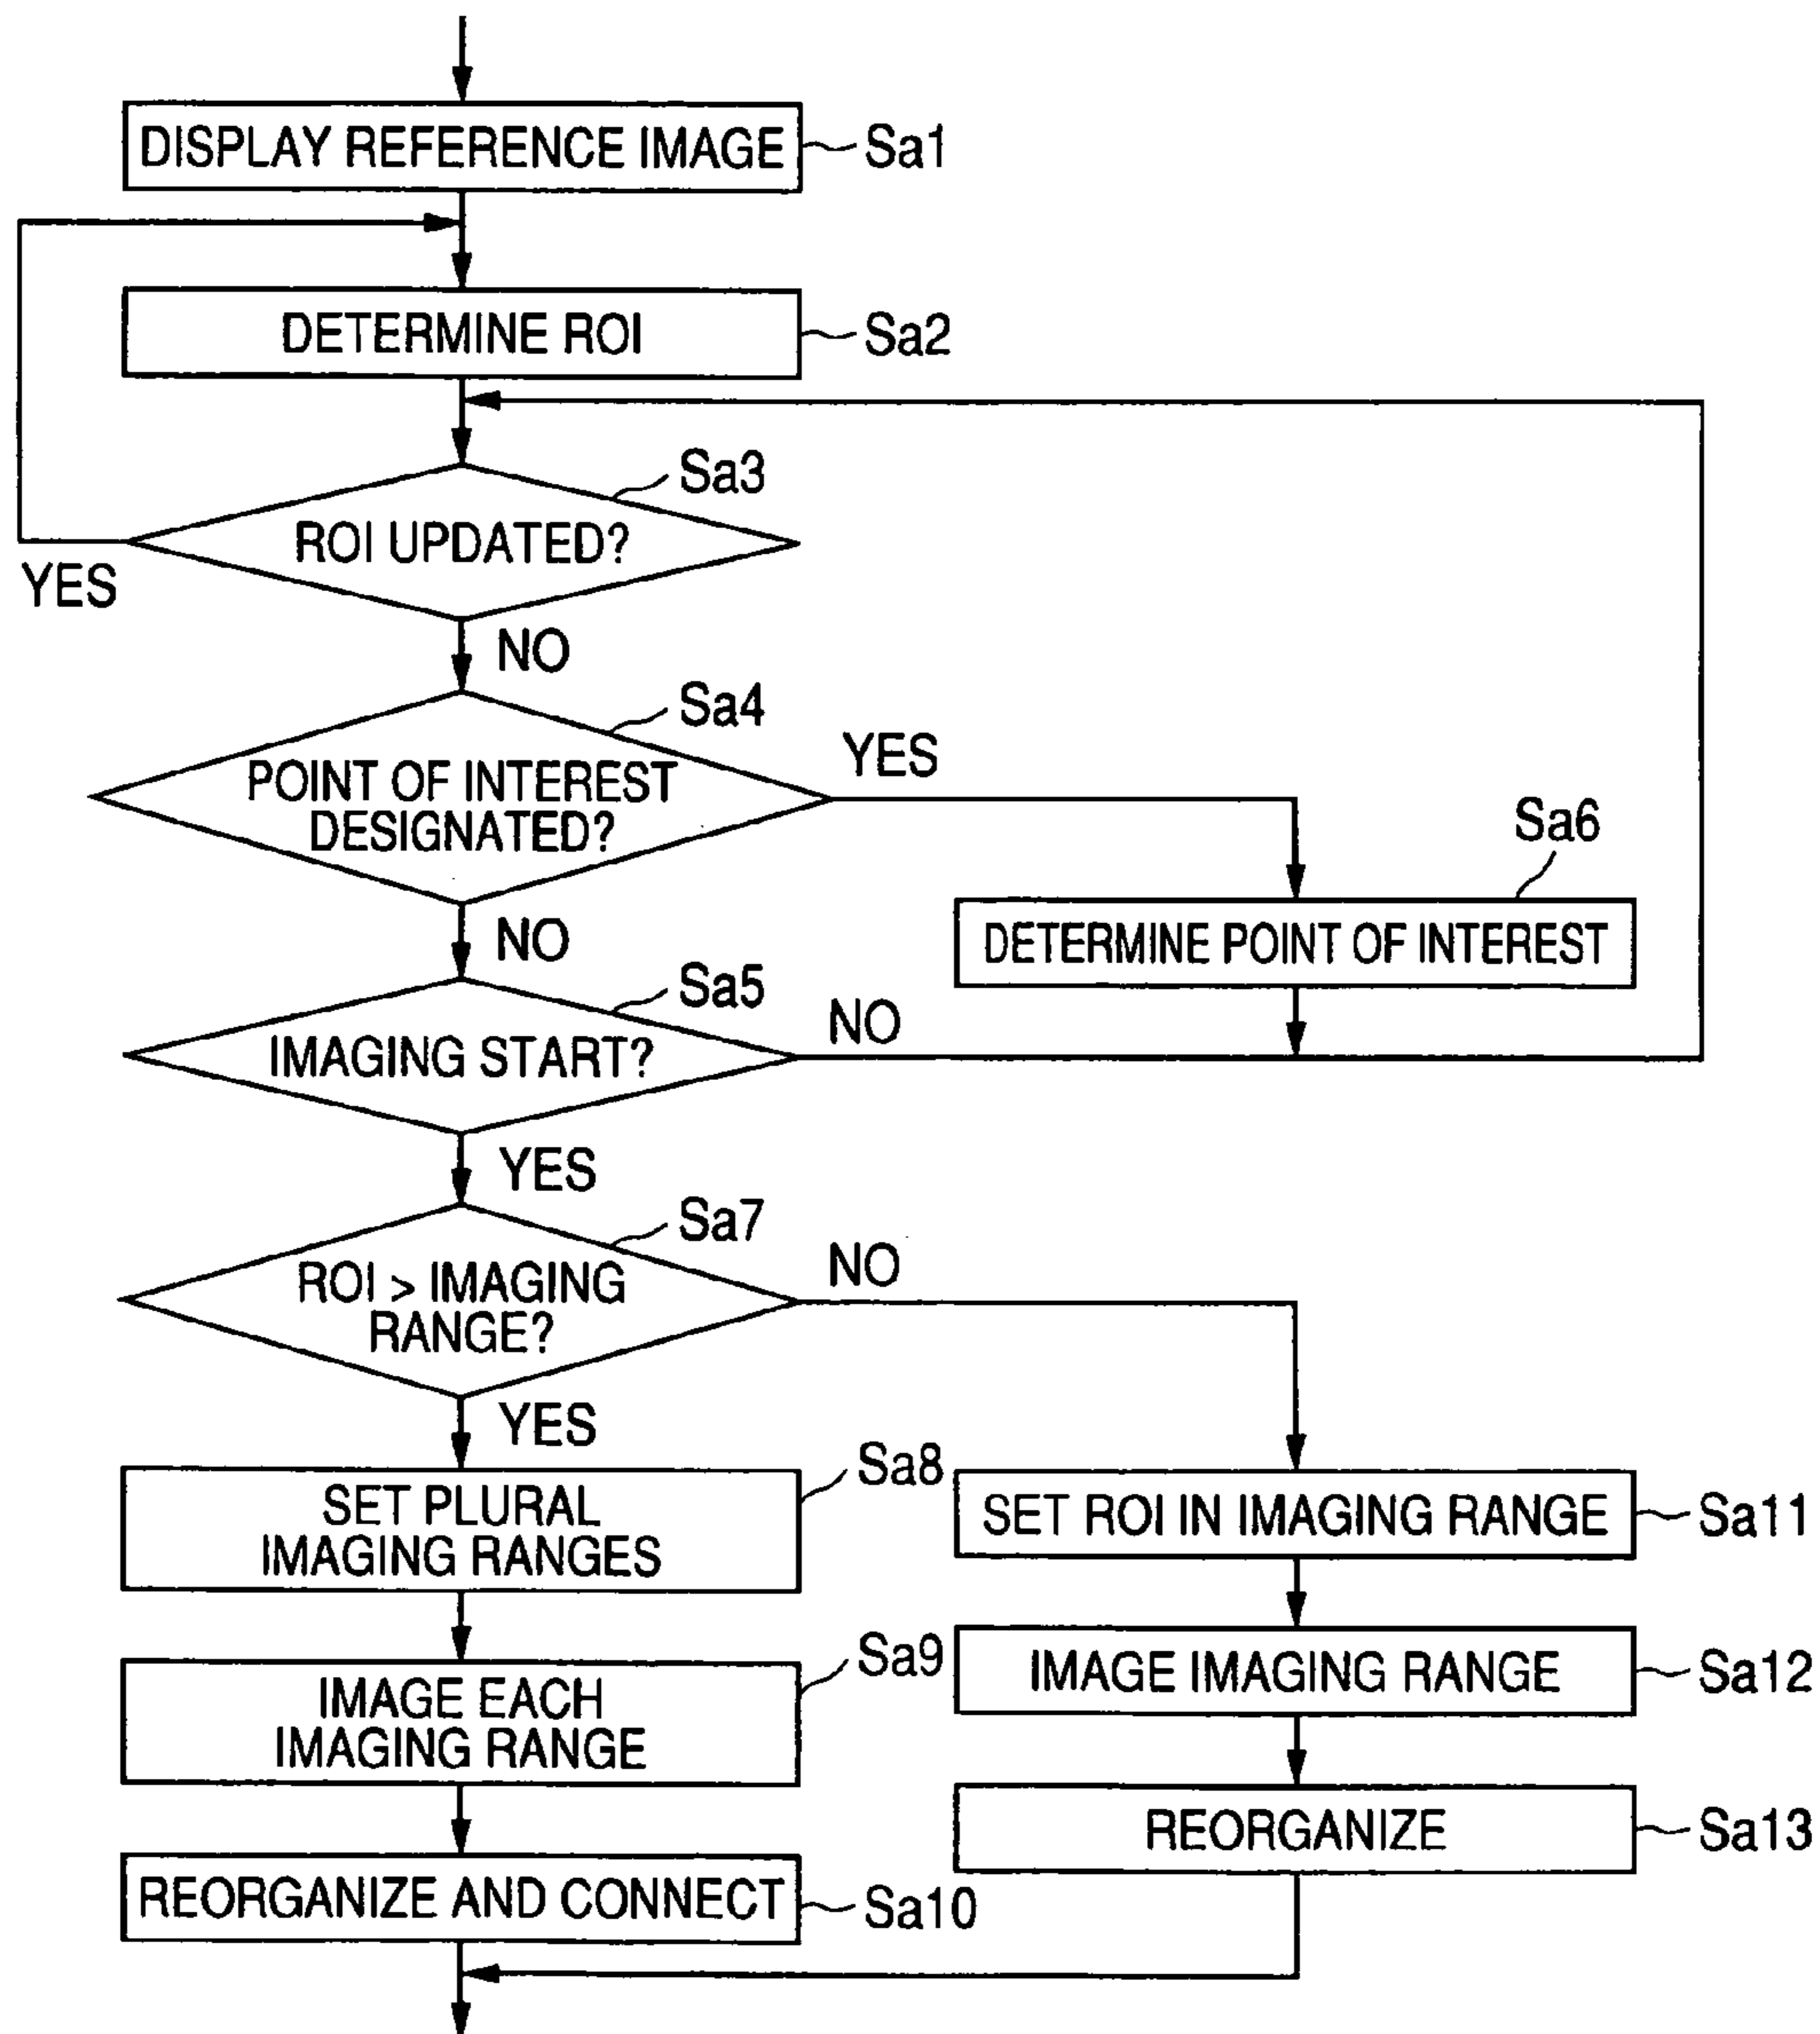 DISPLAY REFERENCE IMAGE
Sa1
DETERMINE ROI
Sa2
Sa3
ROI UPDATED?
YES
NO
Sa4
POINT OF INTEREST
DESIGNATED?
YES
Sa6
DETERMINE POINT OF INTEREST
NO
Sa5
IMAGING START?
NO
YES
Sa7
ROI > IMAGING
RANGE?
NO
YES
Sa8
SET PLURAL
IMAGING RANGES
SET ROI IN IMAGING RANGE
Sa11
Sa9
IMAGE EACH
IMAGING RANGE
IMAGE IMAGING RANGE
Sa12
REORGANIZE
Sa13
REORGANIZE AND CONNECT
Sa10